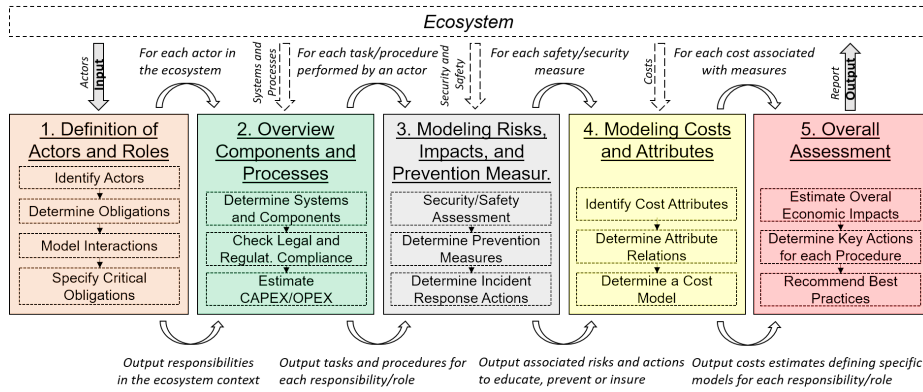 Ecosystem
Actors
Input
For each actor in
the ecosystem
Systems and
Processes
For each task/procedure
performed by an actor
Security and
Safety
For each safety/security
measure
Costs
For each cost associated
with measures
Report
Output
1. Definition of
Actors and Roles
Identify Actors
Determine Obligations
Model Interactions
Specify Critical
Obligations
2. Overview
Components and
Processes
Determine Systems
and Components
Check Legal and
Regulat. Compliance
Estimate
CAPEX/OPEX
3. Modeling Risks,
Impacts, and
Prevention Measur.
Security/Safety
Assessment
Determine Prevention
Measures
Determine Incident
Response Actions
4. Modeling Costs
and Attributes
Identify Cost Attributes
Determine Attribute
Relations
Determine a Cost
Model
5. Overall
Assessment
Estimate Overal
Economic Impacts
Determine Key Actions
for each Procedure
Recommend Best
Practices
Output responsibilities
in the ecosystem context
Output tasks and procedures for
each responsibility/role
Output associated risks and actions
to educate, prevent or insure
Output costs estimates defining specific
models for each responsibility/role